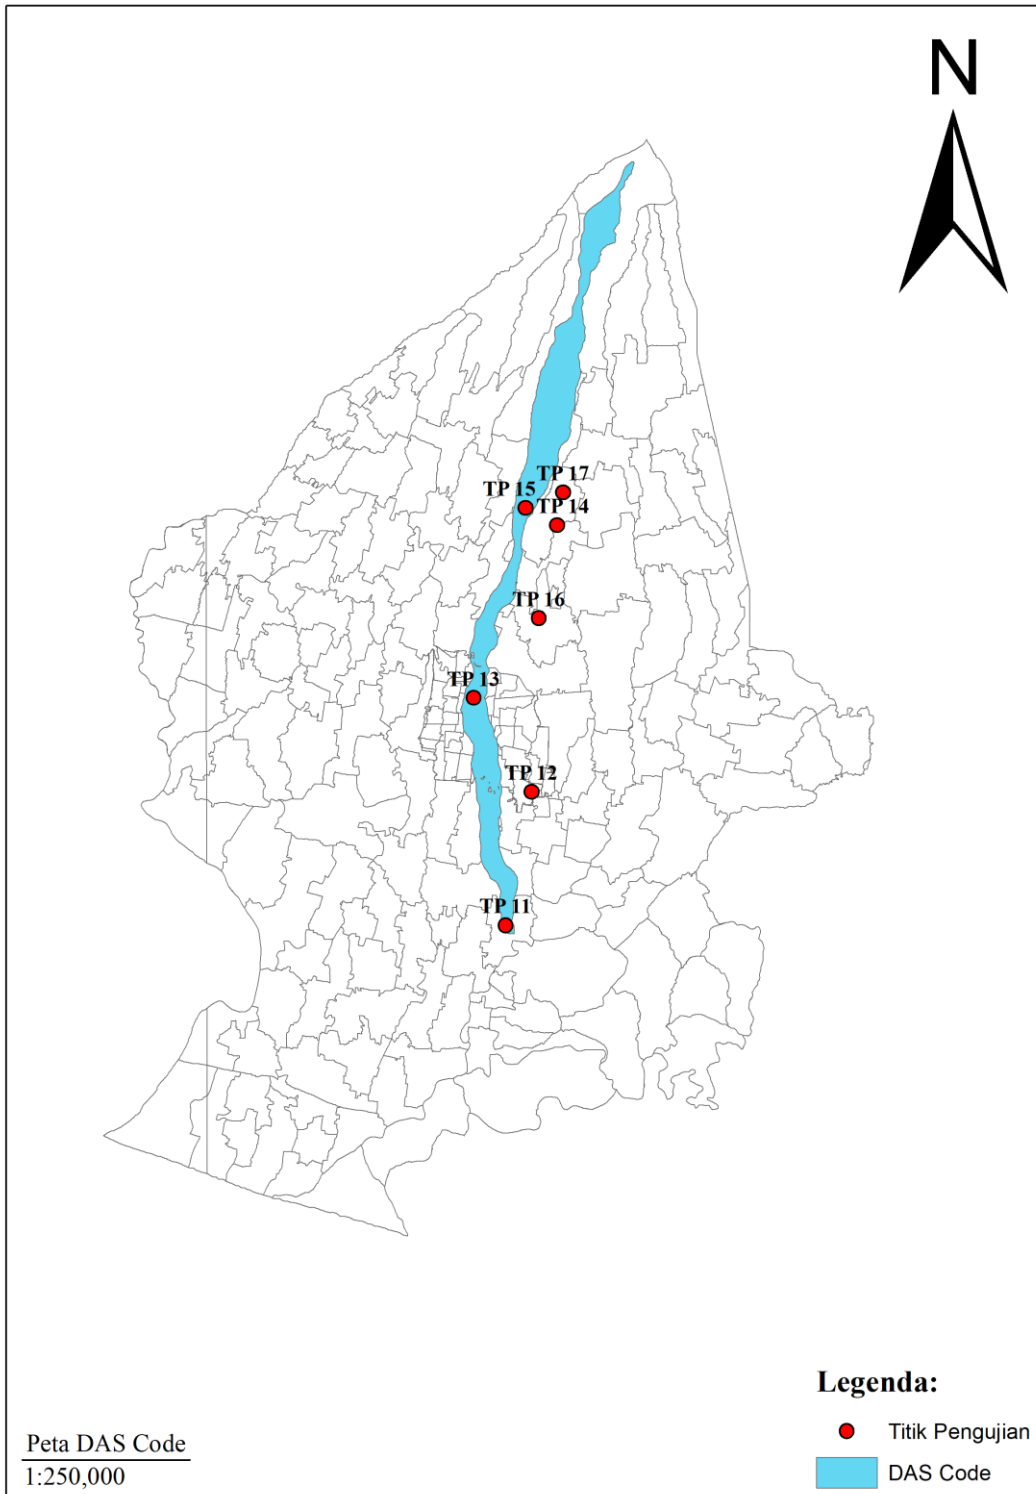 N
TP 17
TP 15
TP 14
TP 16
TP 13
TP 12
TP 11
Legenda:
Titik Pengujian
DAS Code
Peta DAS Code
1:250,000